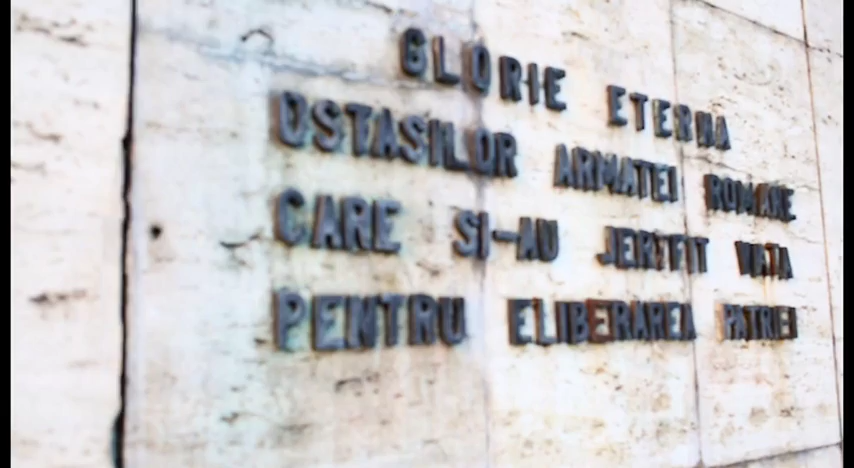 GLORIE ETERNA
OSTASILOR ARMATEI ROMANE
CARE SI-AU JERTFIT VIATA
PENTRU ELIBERAREA PATRIEI